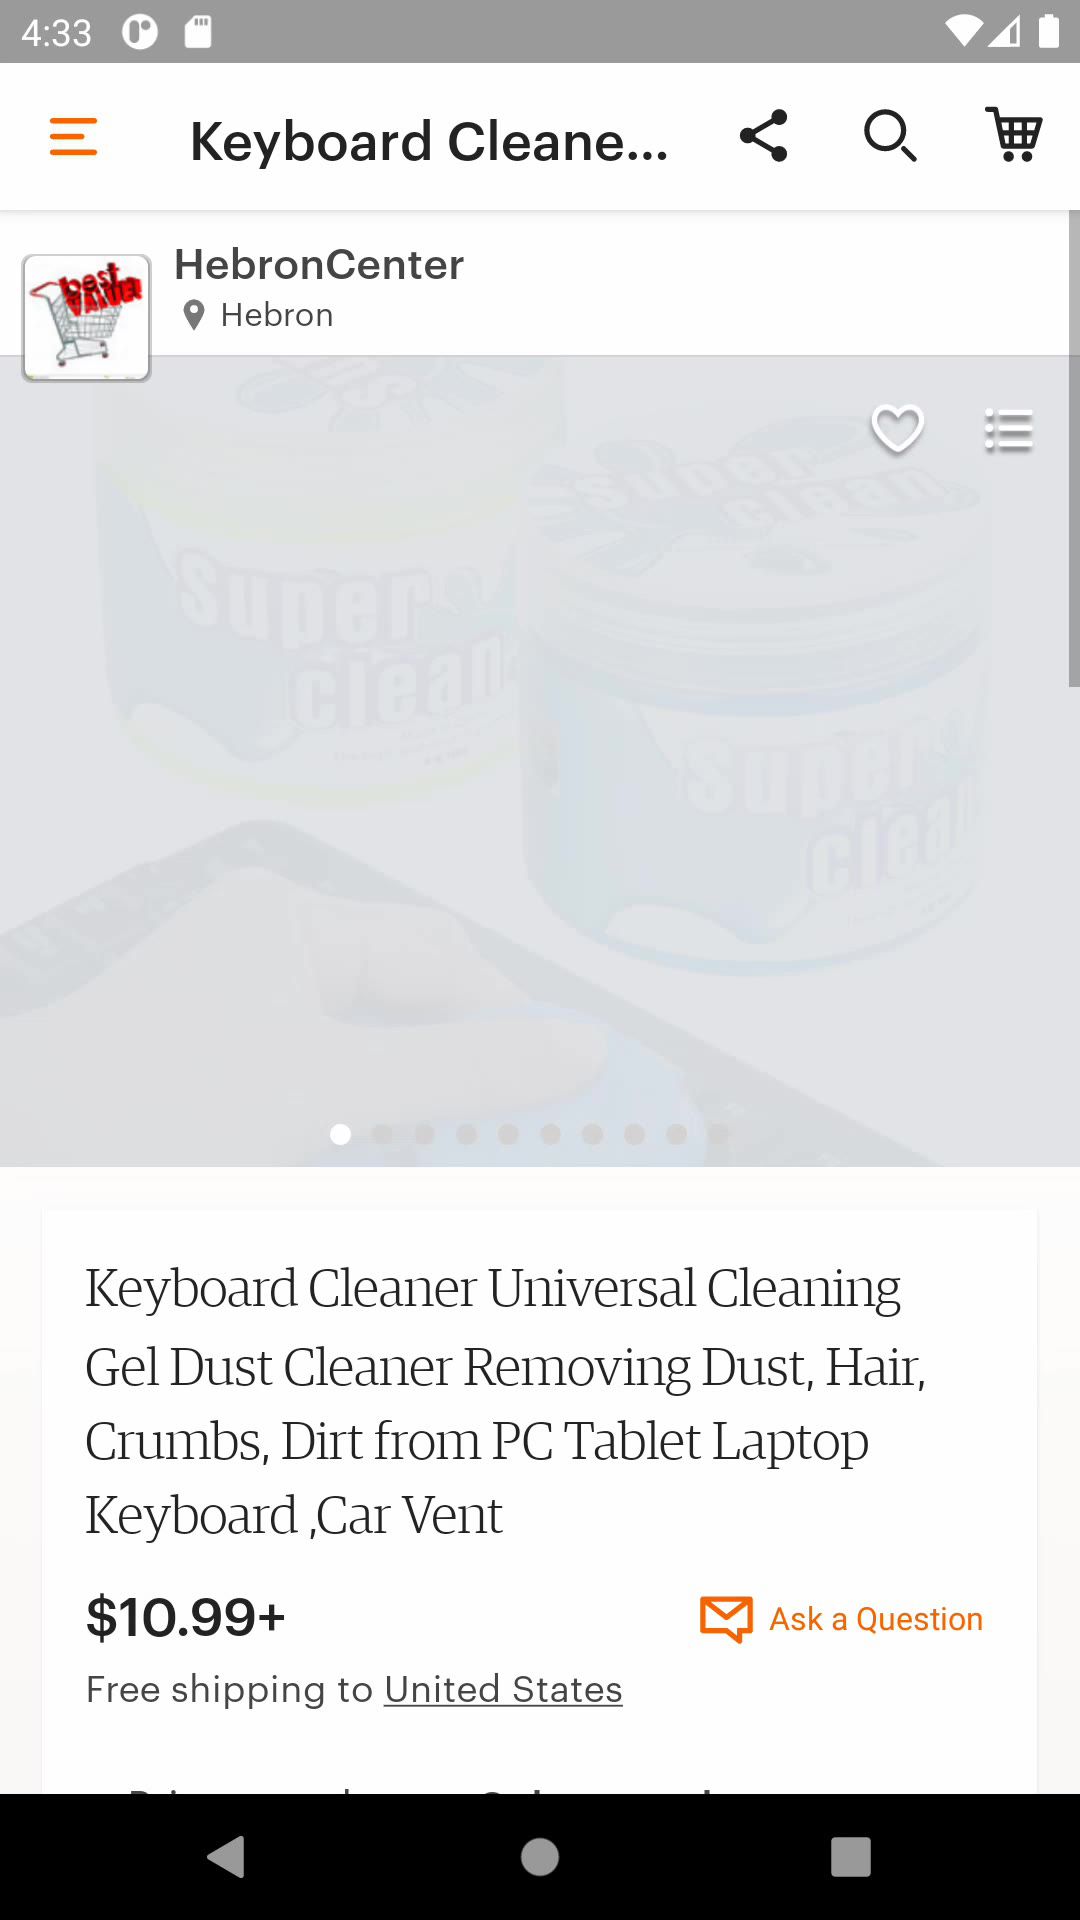 4:33
Keyboard Cleane...
HebronCenter
Hebron
best
VALUE!
Super
Clean
Super
clean
Super
clean
Keyboard Cleaner Universal Cleaning
Gel Dust Cleaner Removing Dust, Hair,
Crumbs, Dirt from PC Tablet Laptop
Keyboard ,Car Vent
$10.99+
Ask a Question
Free shipping to United States